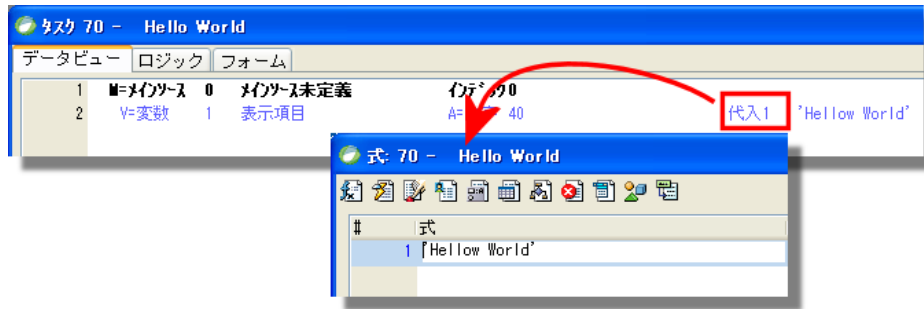 タスク 70 - Hello World
データビュー ロジック フォーム
1 M=メインソース 0 メインソース未定義 インデックス 0
2 V=変数 1 表示項目 A= 40 代入1 'Hellow World'
式: 70 - Hello World
# 式
1 'Hellow World'